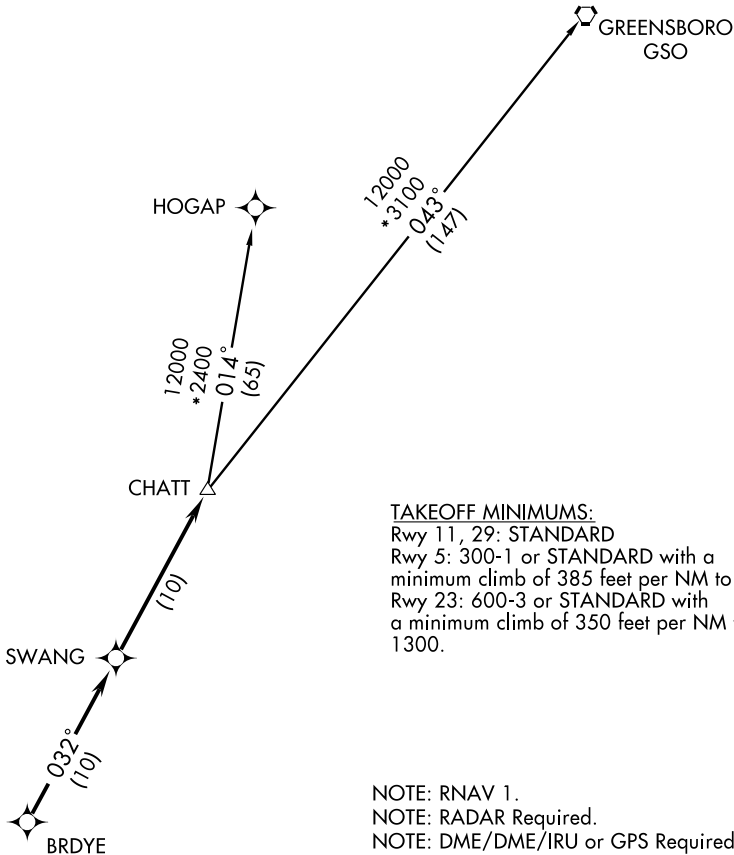 GREENSBORO
GSO
12000
*3100
043°
(147)
HOGAP
12000
*2400
014°
(65)
CHATT
(10)
TAKEOFF MINIMUMS:
Rwy 11, 29: STANDARD
Rwy 5: 300-1 or STANDARD with a
minimum climb of 385 feet per NM to
Rwy 23: 600-3 or STANDARD with
a minimum climb of 350 feet per NM
1300.
SWANG
032°
(10)
BRDYE
NOTE: RNAV 1.
NOTE: RADAR Required.
NOTE: DME/DME/IRU or GPS Required